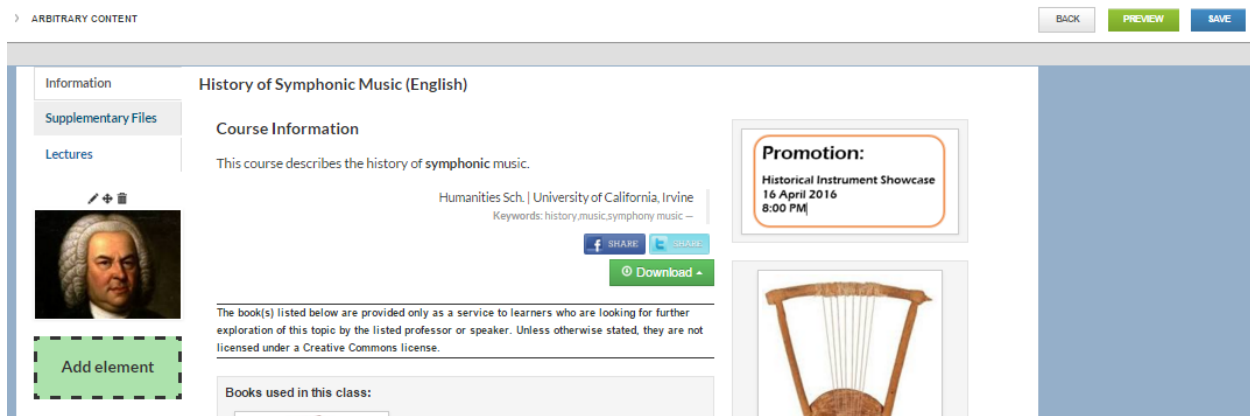 ARBITRARY CONTENT
BACK
PREVIEW
SAVE
Information
Supplementary Files
Lectures
Add element
History of Symphonic Music (English)
Course Information
This course describes the history of symphonic music.
Humanities Sch. | University of California, Irvine
Keywords: history,music,symphony music —
SHARE
SHARE
Download
The book(s) listed below are provided only as a service to learners who are looking for further
exploration of this topic by the listed professor or speaker. Unless otherwise stated, they are not
licensed under a Creative Commons license.
Books used in this class:
Promotion:
Historical Instrument Showcase
16 April 2016
8:00 PM